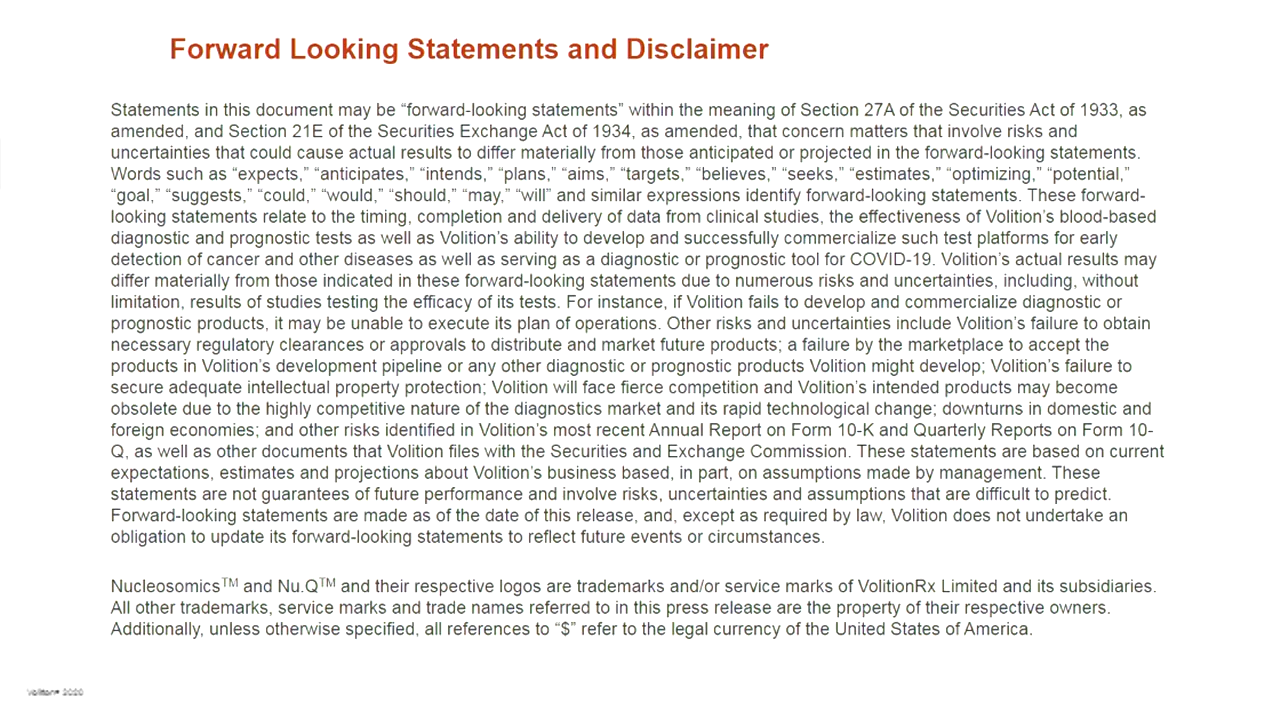 Forward Looking Statements and Disclaimer
Statements in this document may be “forward-looking statements” within the meaning of Section 27A of the Securities Act of 1933, as
amended, and Section 21E of the Securities Exchange Act of 1934, as amended, that concern matters that involve risks and
uncertainties that could cause actual results to differ materially from those anticipated or projected in the forward-looking statements.
Words such as “expects,” “anticipates,” “intends,” “plans,” “aims,” “targets,” “believes,” “seeks,” “estimates,” “optimizing,” “potential,”
“goal,” “suggests,” “could,” “would,” “should,” “may,” “will” and similar expressions identify forward-looking statements. These forward-
looking statements relate to the timing, completion and delivery of data from clinical studies, the effectiveness of Volition’s blood-based
diagnostic and prognostic tests as well as Volition’s ability to develop and successfully commercialize such test platforms for early
detection of cancer and other diseases as well as serving as a diagnostic or prognostic tool for COVID-19. Volition’s actual results may
differ materially from those indicated in these forward-looking statements due to numerous risks and uncertainties, including, without
limitation, results of studies testing the efficacy of its tests. For instance, if Volition fails to develop and commercialize diagnostic or
prognostic products, it may be unable to execute its plan of operations. Other risks and uncertainties include Volition’s failure to obtain
necessary regulatory clearances or approvals to distribute and market future products; a failure by the marketplace to accept the
products in Volition’s development pipeline or any other diagnostic or prognostic products Volition might develop; Volition’s failure to
secure adequate intellectual property protection; Volition will face fierce competition and Volition’s intended products may become
obsolete due to the highly competitive nature of the diagnostics market and its rapid technological change; downturns in domestic and
foreign economies; and other risks identified in Volition’s most recent Annual Report on Form 10-K and Quarterly Reports on Form 10-
Q, as well as other documents that Volition files with the Securities and Exchange Commission. These statements are based on current
expectations, estimates and projections about Volition’s business based, in part, on assumptions made by management. These
statements are not guarantees of future performance and involve risks, uncertainties and assumptions that are difficult to predict.
Forward-looking statements are made as of the date of this release, and, except as required by law, Volition does not undertake an
obligation to update its forward-looking statements to reflect future events or circumstances.
Nucleosomics™ and Nu.Q™ and their respective logos are trademarks and/or service marks of VolitionRx Limited and its subsidiaries.
All other trademarks, service marks and trade names referred to in this press release are the property of their respective owners.
Additionally, unless otherwise specified, all references to “$” refer to the legal currency of the United States of America.
Volition® 2020